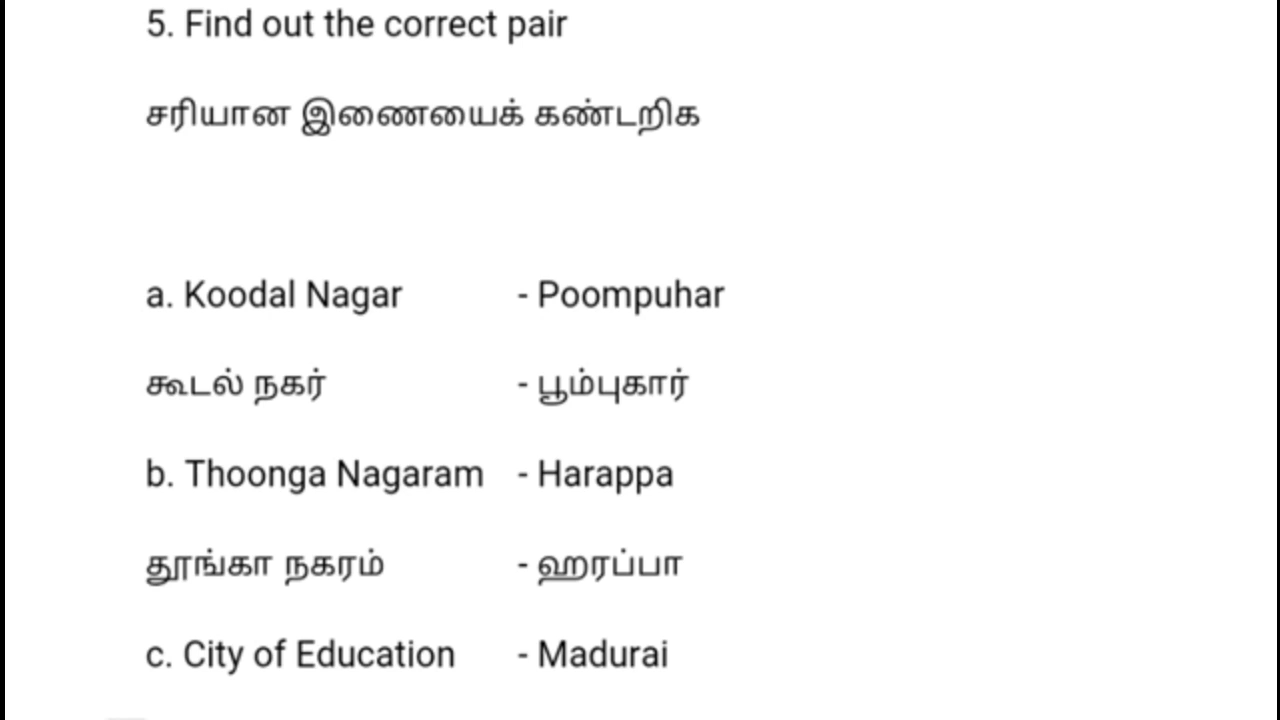 5. Find out the correct pair
சரியான இணையைக் கண்டறிக
a. Koodal Nagar - Poompuhar
கூடல் நகர் - பூம்புகார்
b. Thoonga Nagaram - Harappa
தூங்கா நகரம் - ஹரப்பா
c. City of Education - Madurai